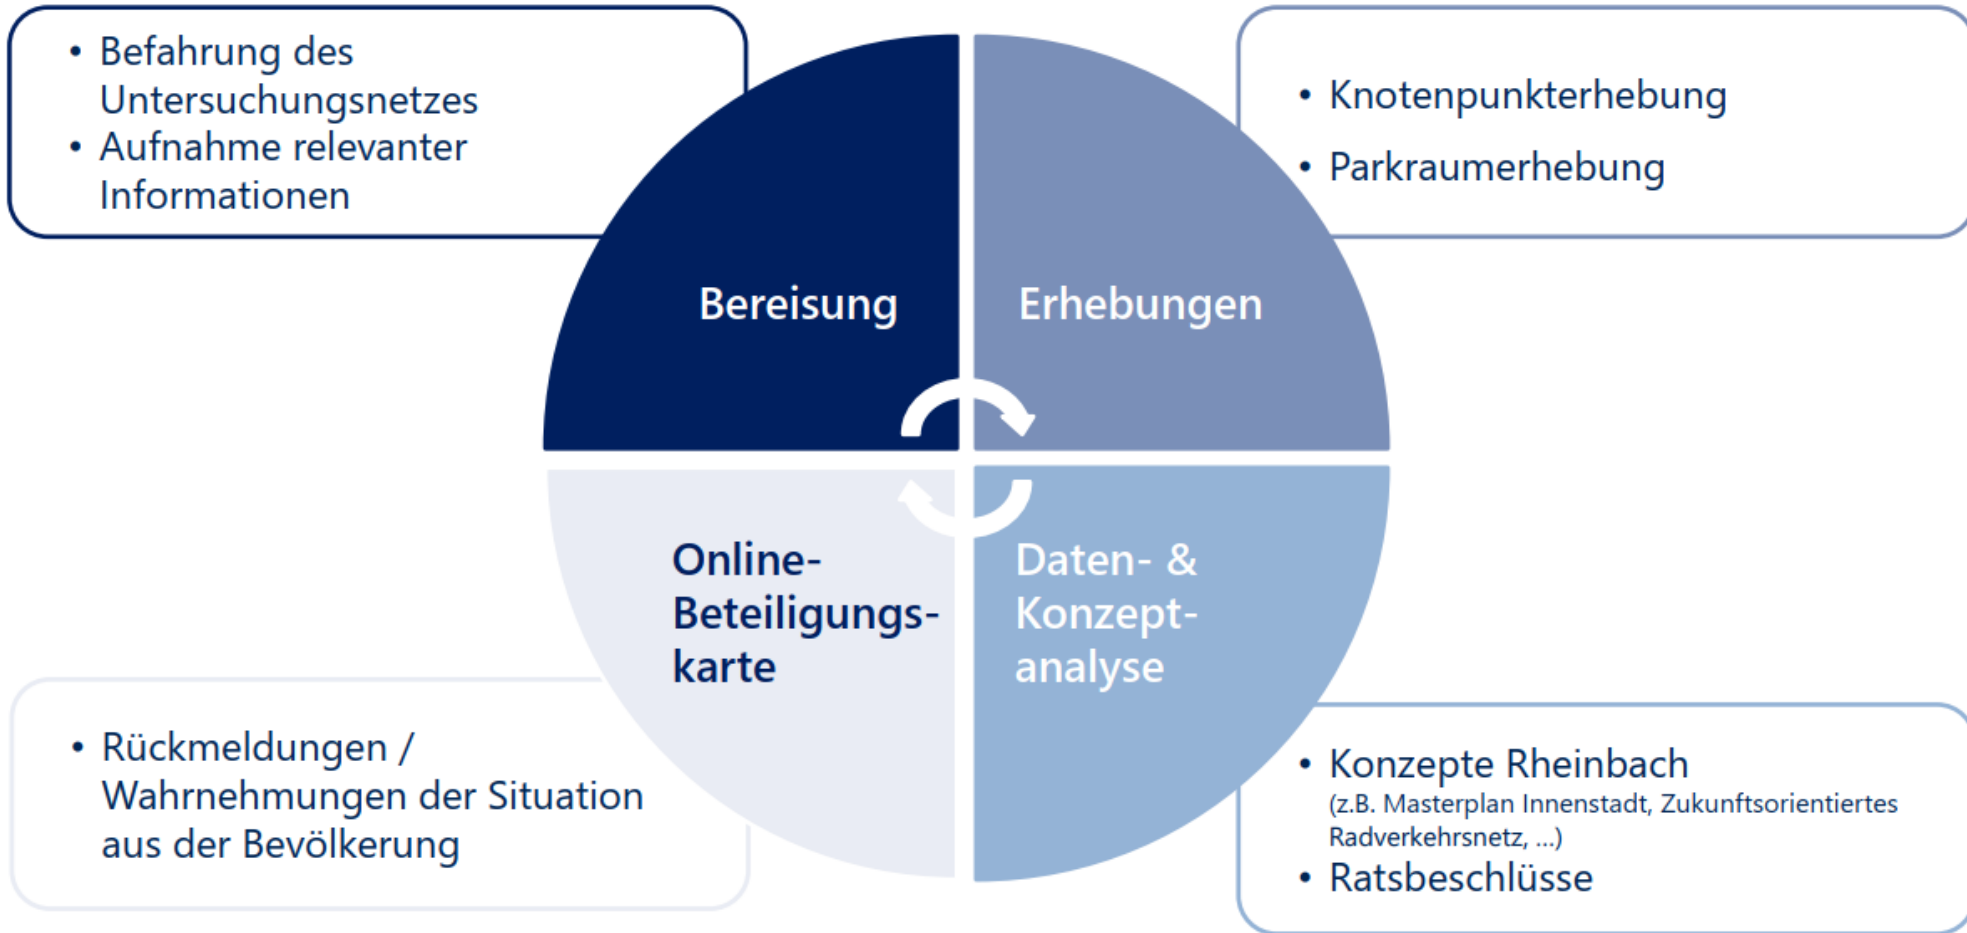 • Befahrung des
Untersuchungsnetzes
• Aufnahme relevanter
Informationen
• Knotenpunkterhebung
• Parkraumerhebung
Bereisung
Erhebungen
Online-
Beteiligungs-
karte
Daten- &
Konzept-
analyse
• Rückmeldungen /
Wahrnehmungen der Situation
aus der Bevölkerung
• Konzepte Rheinbach
(z.B. Masterplan Innenstadt, Zukunftsorientiertes
Radverkehrsnetz, ...)
• Ratsbeschlüsse